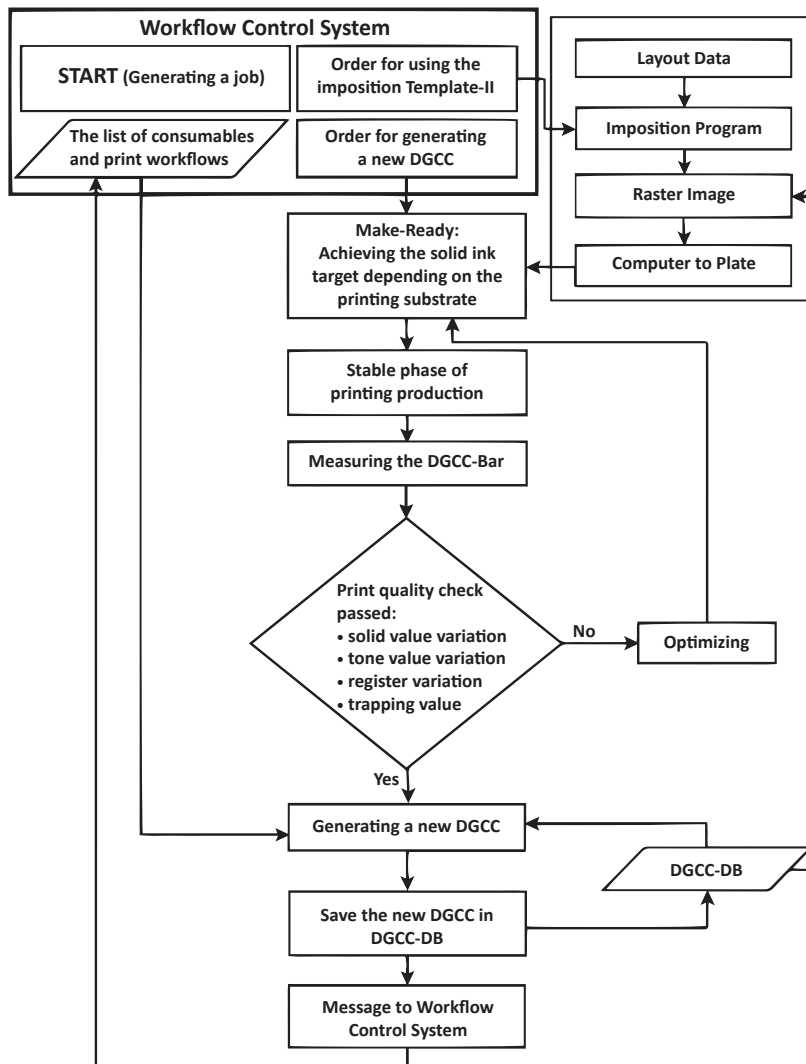 Workflow Control System
START (Generating a job)
Order for using the
imposition Template-II
The list of consumables
and print workflows
Order for generating
a new DGCC
Layout Data
Imposition Program
Raster Image
Computer to Plate
Make-Ready:
Achieving the solid ink
target depending on the
printing substrate
Stable phase of
printing production
Measuring the DGCC-Bar
Print quality check
passed:
• solid value variation
• tone value variation
• register variation
• trapping value
No
Optimizing
Yes
Generating a new DGCC
DGCC-DB
Save the new DGCC in
DGCC-DB
Message to Workflow
Control System